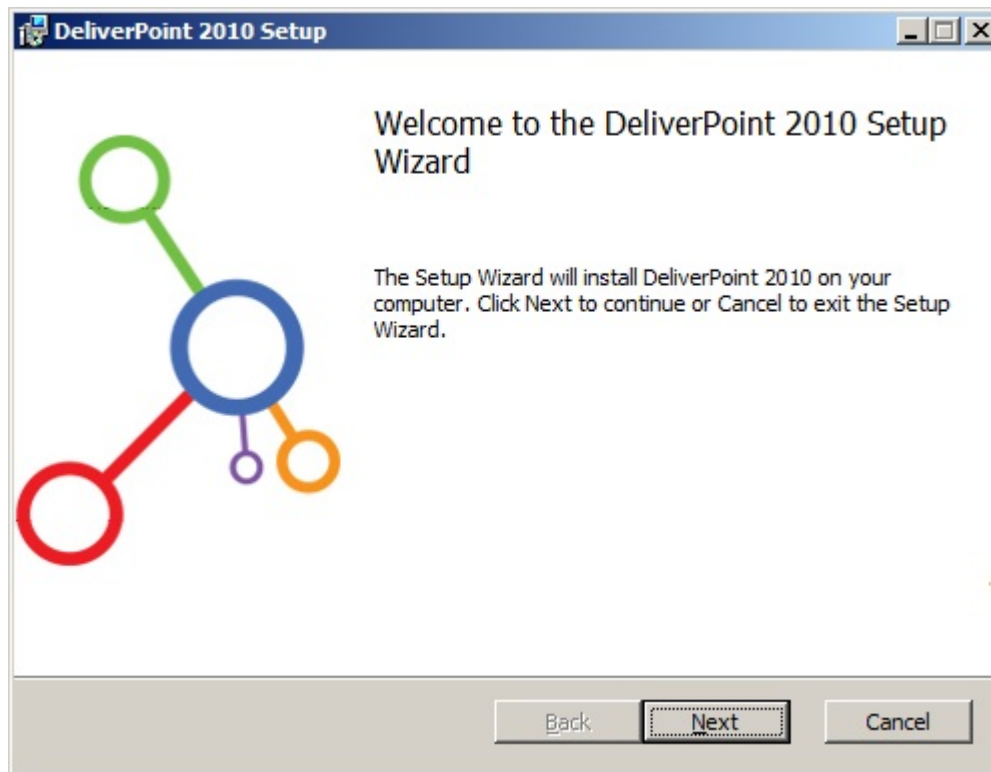 DeliverPoint 2010 Setup
Welcome to the DeliverPoint 2010 Setup
Wizard
The Setup Wizard will install DeliverPoint 2010 on your
computer. Click Next to continue or Cancel to exit the Setup
Wizard.
Back Next Cancel